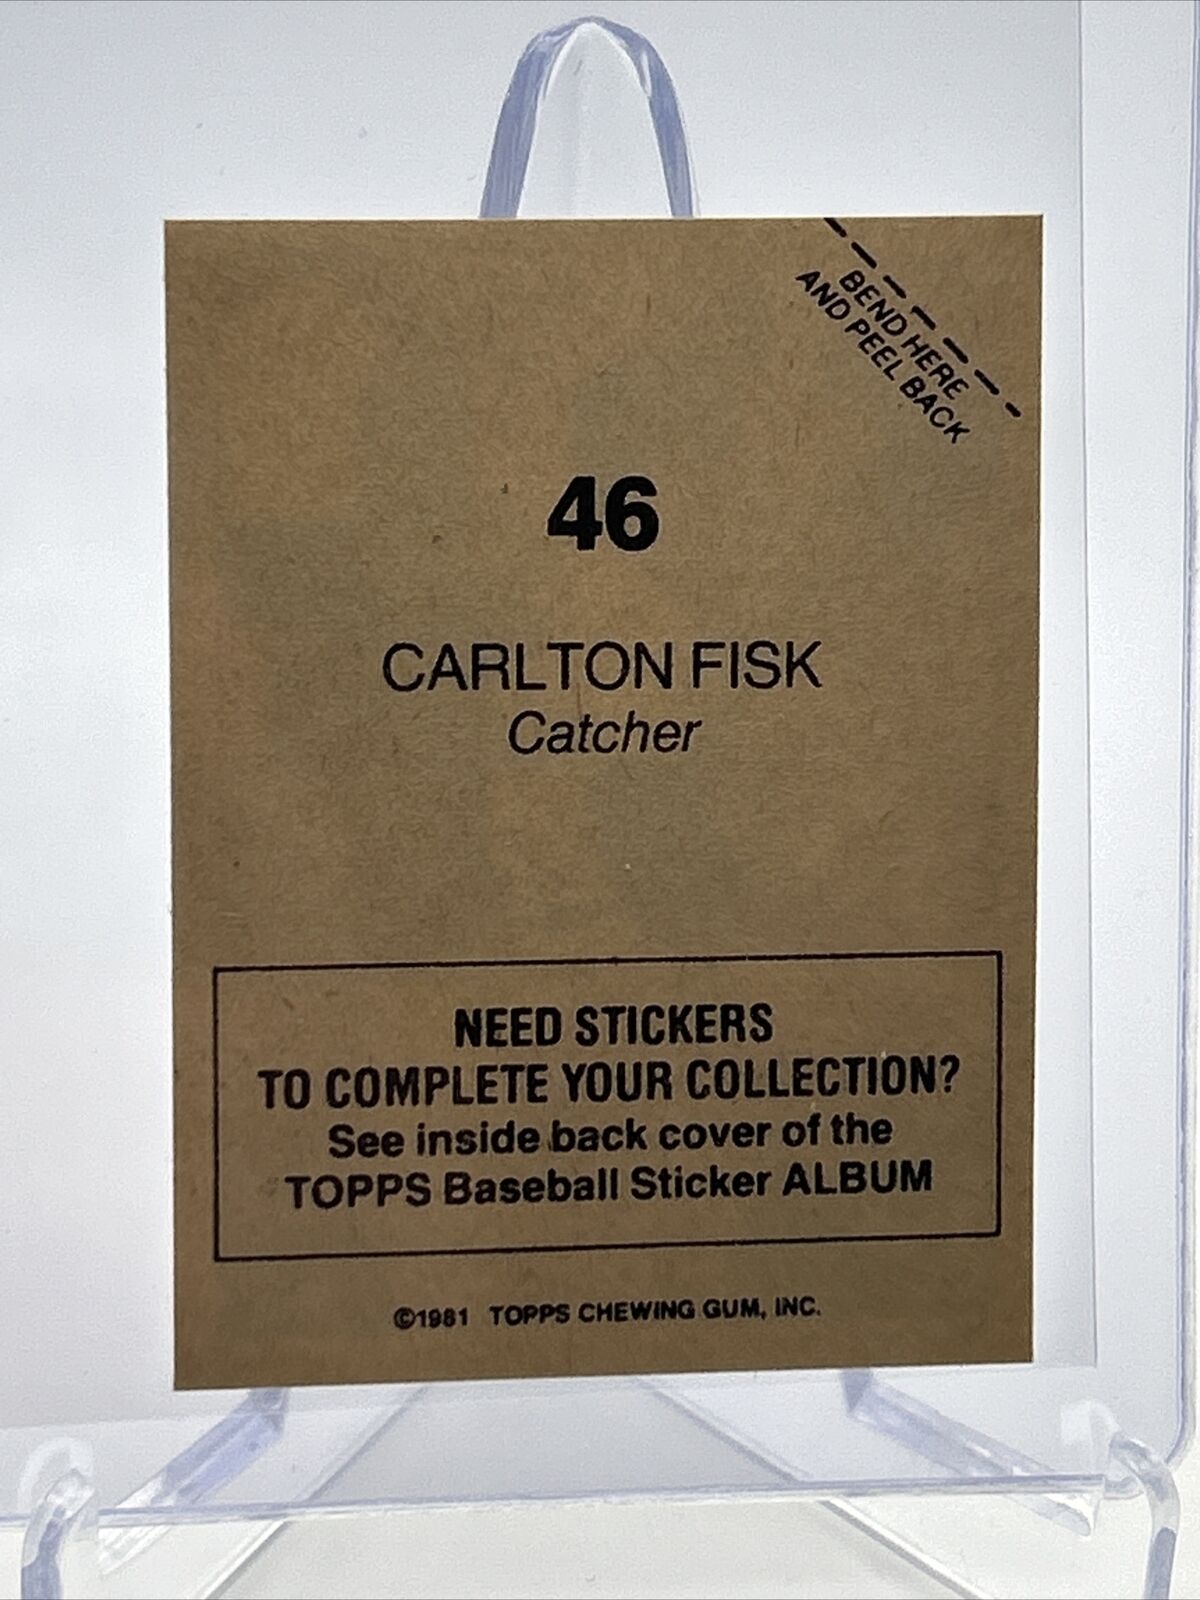 BEND HERE
AND PEEL BACK
46
CARLTON FISK
Catcher
NEED STICKERS
TO COMPLETE YOUR COLLECTION?
See inside back cover of the
TOPPS Baseball Sticker ALBUM
©1981 TOPPS CHEWING GUM, INC.